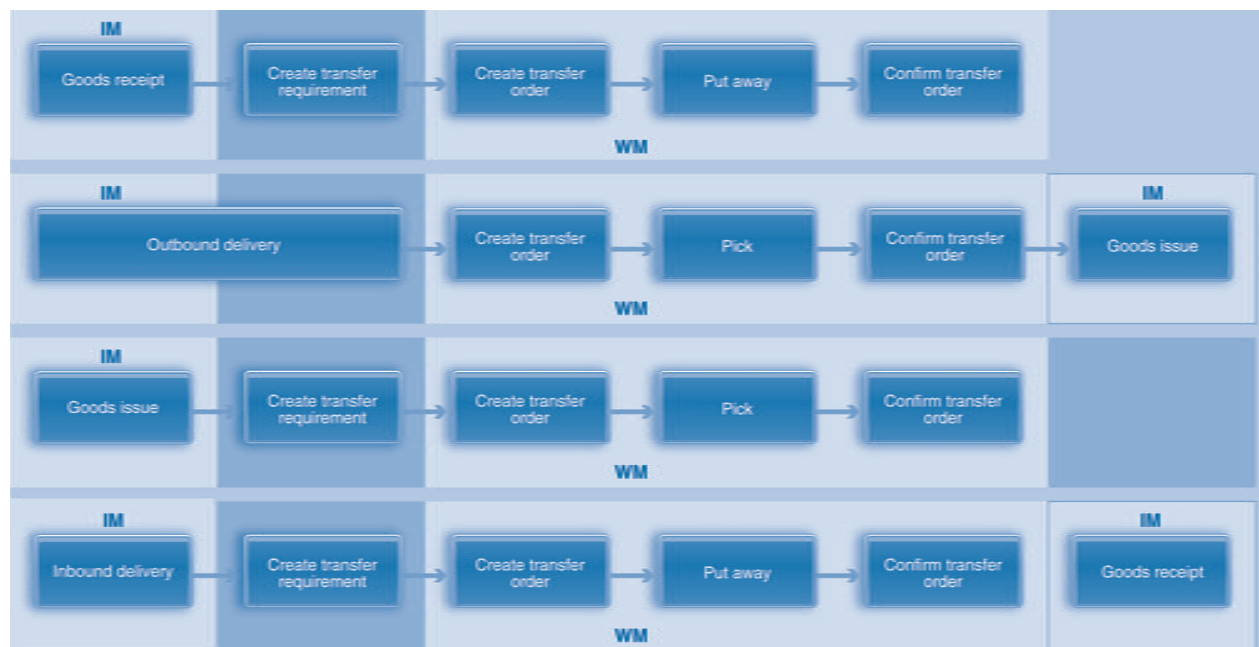 IM
Goods receipt
Create transfer
requirement
Create transfer
order
Put away
Confirm transfer
order
WM
IM
Outbound delivery
Create transfer
order
Pick
Confirm transfer
order
IM
Goods issue
WM
IM
Goods issue
Create transfer
requirement
Create transfer
order
Pick
Confirm transfer
order
WM
IM
Inbound delivery
Create transfer
requirement
Create transfer
order
Put away
Confirm transfer
order
IM
Goods receipt
WM